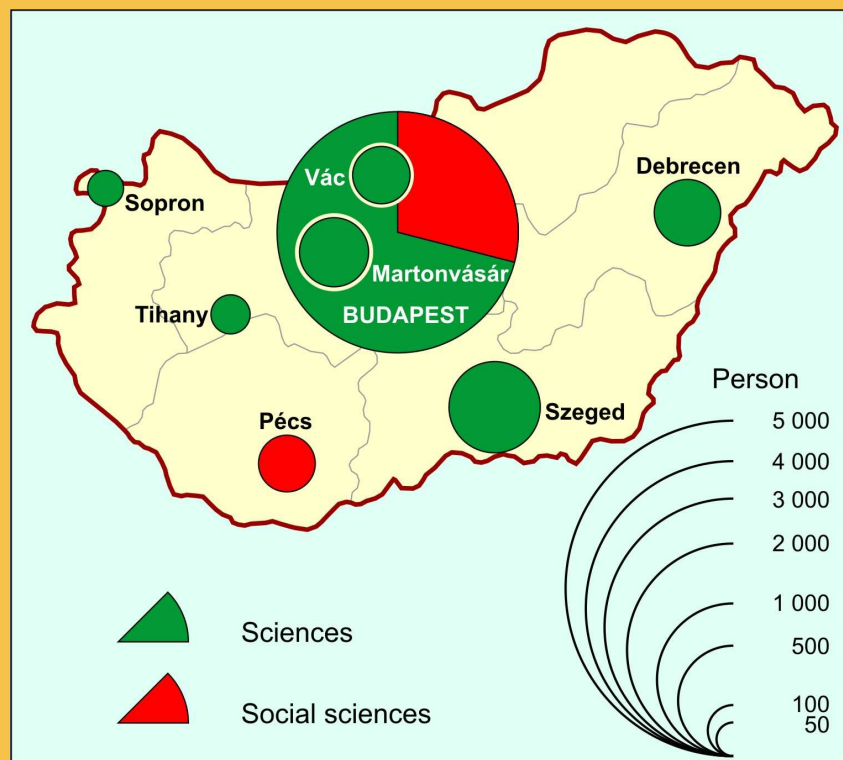 Debrecen
Vác
Sopron
Martonvásár
Tihany
BUDAPEST
Person
Pécs
Szeged
5 000
4 000
3 000
2 000
1 000
500
100
50
Sciences
Social sciences